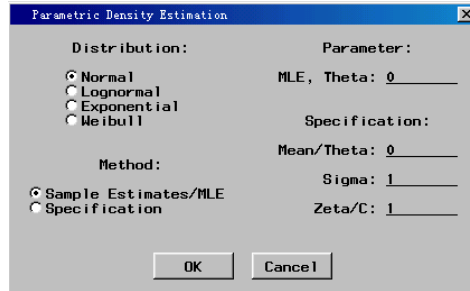 Parametric Density Estimation
Distribution:
Normal
Lognormal
Exponential
Weibull
Method:
Sample Estimates/MLE
Specification
Parameter:
MLE, Theta: 0
Specification:
Mean/Theta: 0
Sigma: 1
Zeta/C: 1
OK
Cancel